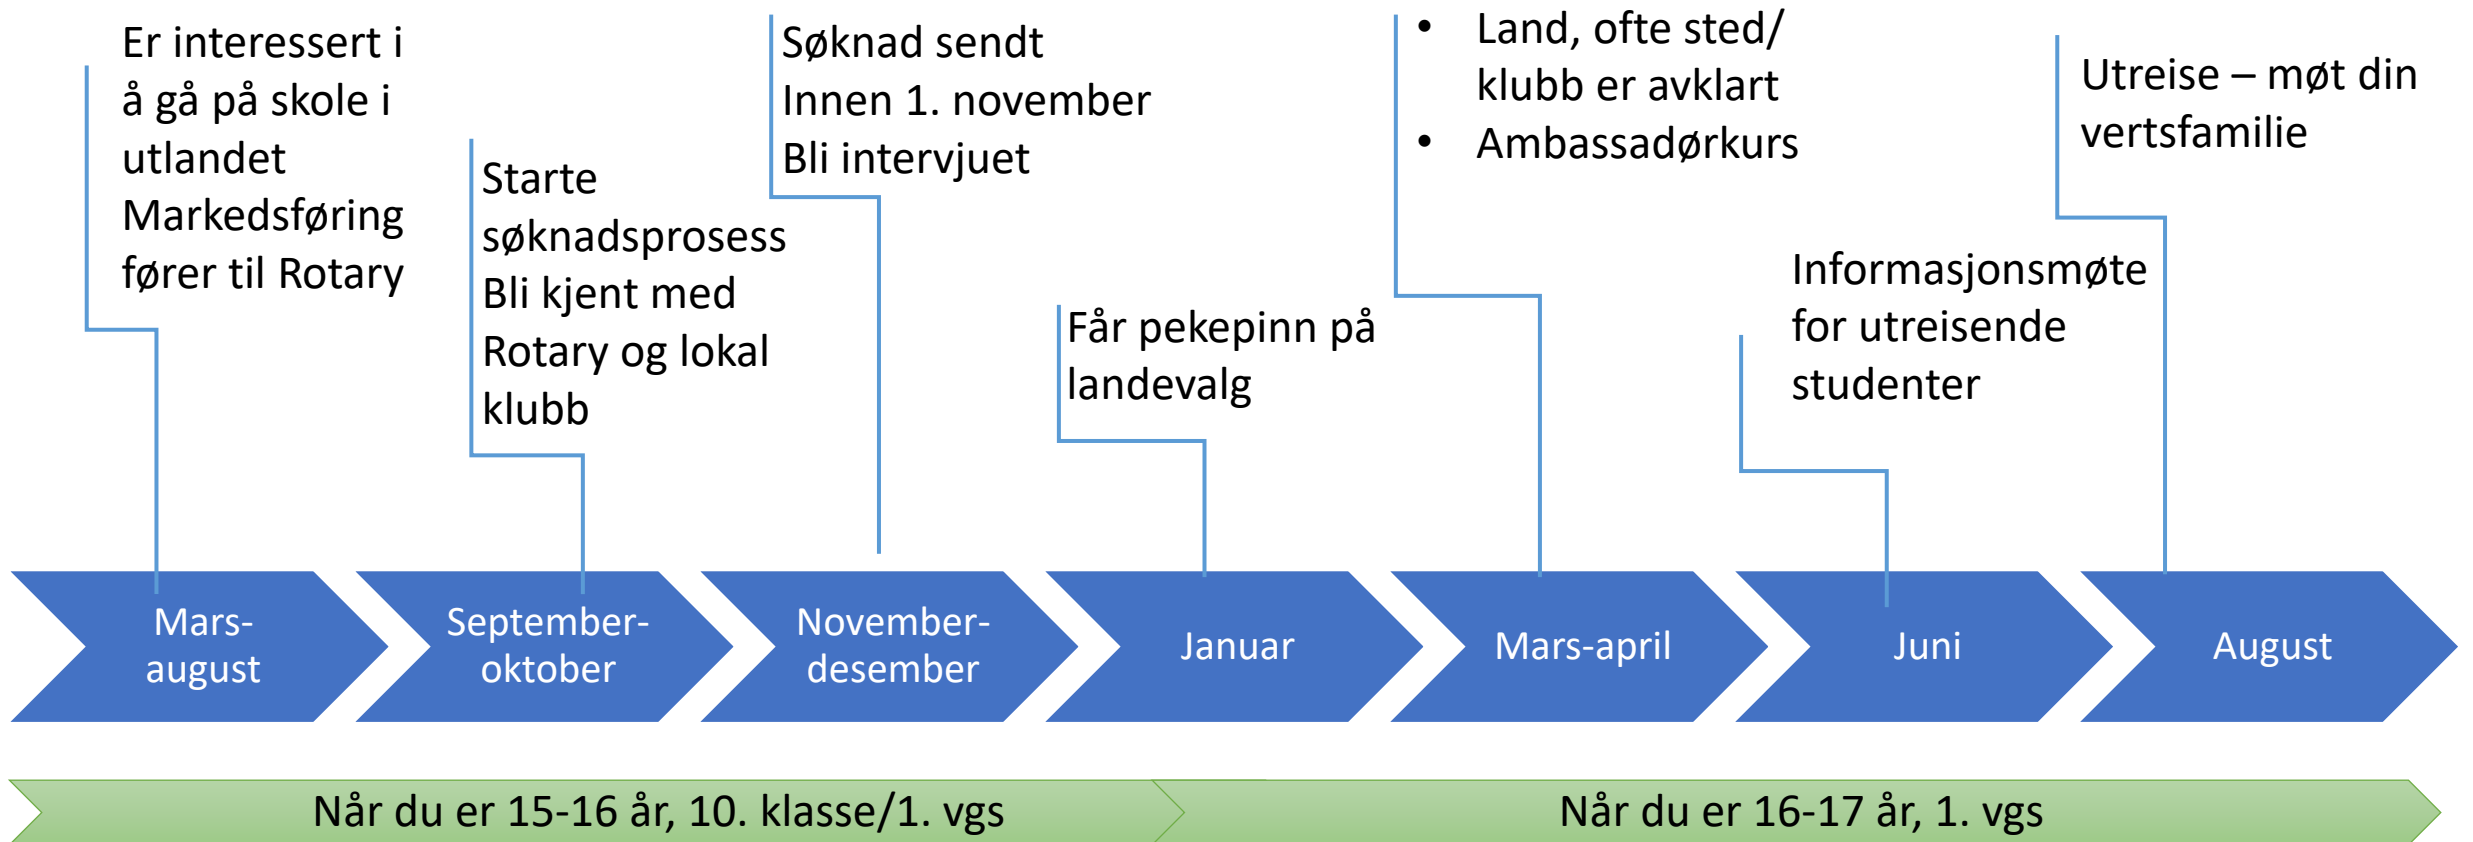 Er interessert i
å gå på skole i
utlandet
Markedsføring
fører til Rotary
Starte
søknadsprosess
Bli kjent med
Rotary og lokal
klubb
Søknad sendt
Innen 1. november
Bli intervjuet
Får pekepinn på
landevalg
• Land, ofte sted/
klubb er avklart
• Ambassadørkurs
Informasjonsmøte
for utreisende
studenter
Utreise – møt din
vertsfamilie
Mars-
august
September-
oktober
November-
desember
Januar
Mars-april
Juni
August
Når du er 15-16 år, 10. klasse/1. vgs
Når du er 16-17 år, 1. vgs